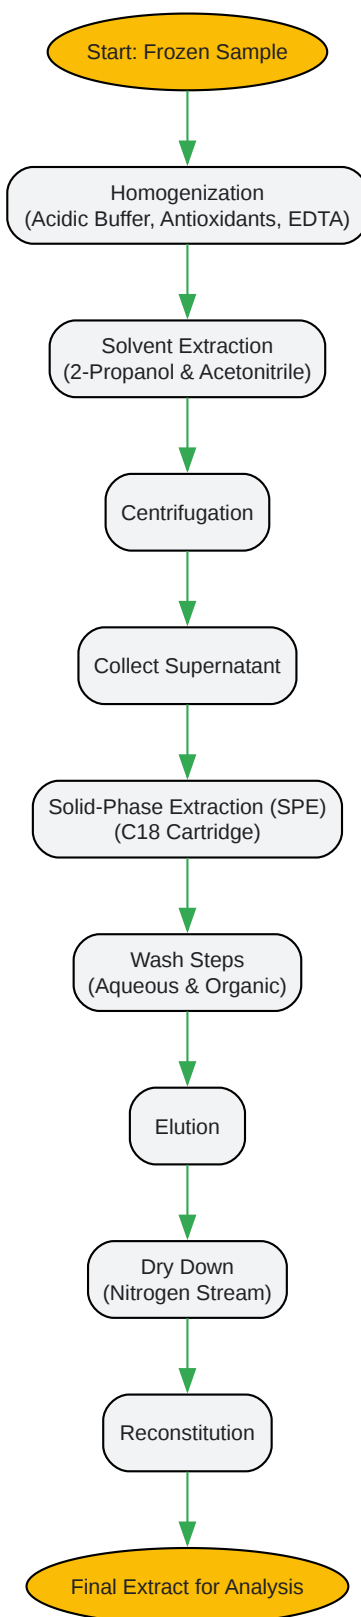 Start: Frozen Sample
Homogenization
(Acidic Buffer, Antioxidants, EDTA)
Solvent Extraction
(2-Propanol & Acetonitrile)
Centrifugation
Collect Supernatant
Solid-Phase Extraction (SPE)
(C18 Cartridge)
Wash Steps
(Aqueous & Organic)
Elution
Dry Down
(Nitrogen Stream)
Reconstitution
Final Extract for Analysis